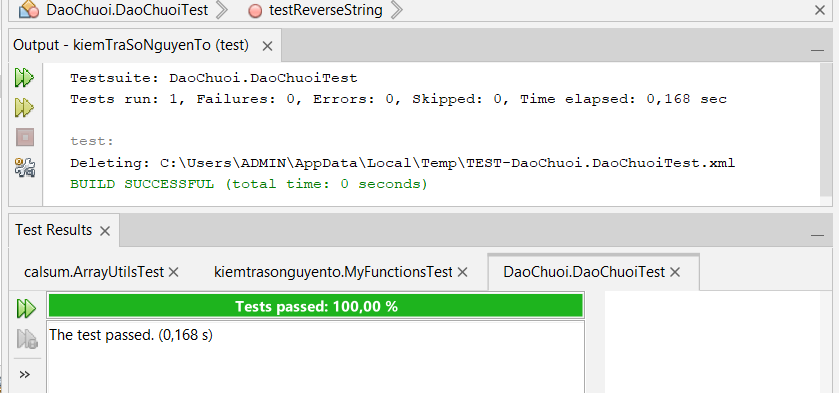 DaoChuoi.DaoChuoiTest testReverseString
Output - kiemTraSoNguyenTo (test)
Testsuite: DaoChuoi.DaoChuoiTest
Tests run: 1, Failures: 0, Errors: 0, Skipped: 0, Time elapsed: 0,168 sec
test:
Deleting: C:\Users\ADMIN\AppData\Local\Temp\TEST-DaoChuoi.DaoChuoiTest.xml
BUILD SUCCESSFUL (total time: 0 seconds)
Test Results
calsum.ArrayUtilsTest kiemtrasonguyento.MyFunctionsTest DaoChuoi.DaoChuoiTest
Tests passed: 100,00 %
The test passed. (0,168 s)